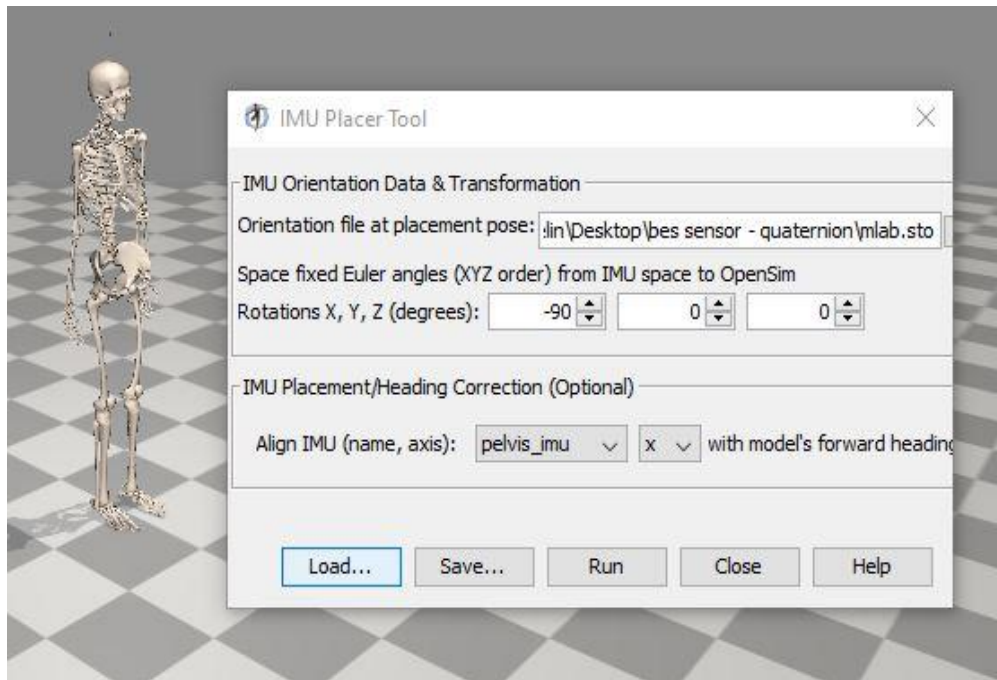 IMU Placer Tool
IMU Orientation Data & Transformation
Orientation file at placement pose: :lin\Desktop\bes sensor - quaternion\mlab.sto
Space fixed Euler angles (XYZ order) from IMU space to OpenSim
Rotations X, Y, Z (degrees): -90 0 0
IMU Placement/Heading Correction (Optional)
Align IMU (name, axis): pelvis_imu x with model's forward heading
Load... Save... Run Close Help